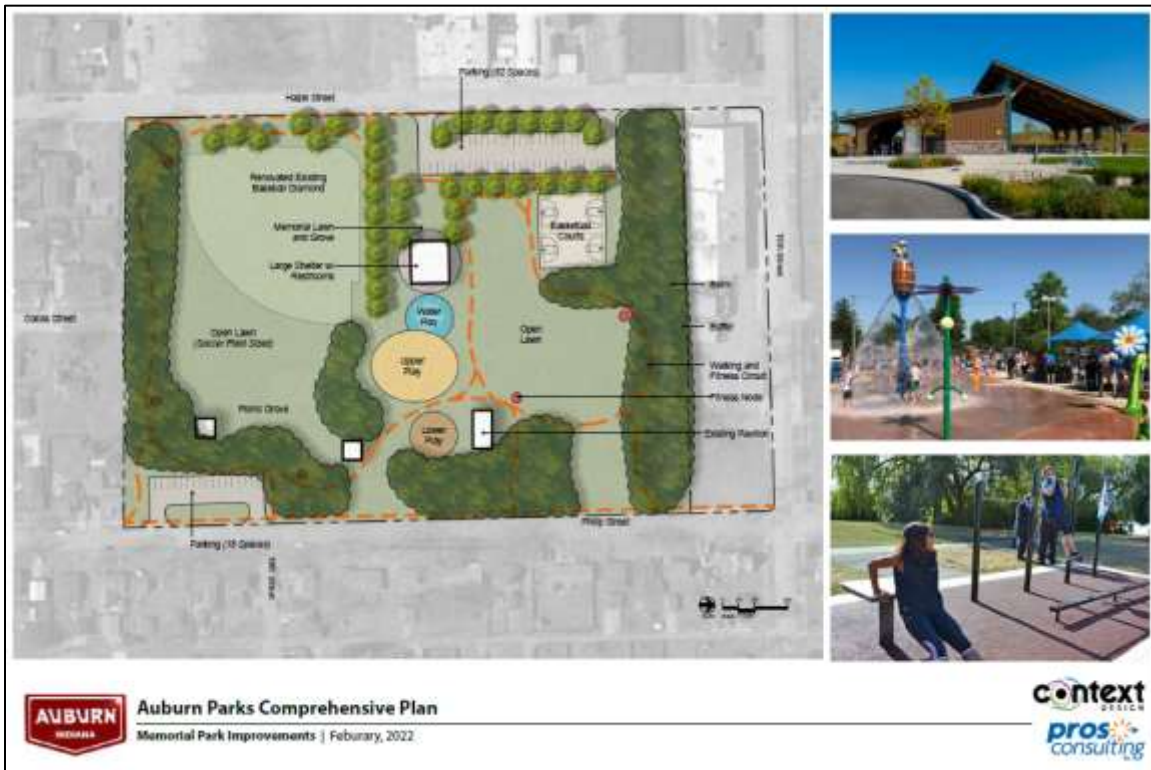 Parking (62 Spaces)
Street
Renovated Existing
Baseball Diamond
Memorial Lawn
and Grove
Basketball
Courts
Large Shelter w/
Restrooms
Berm
Water
Play
Buffer
Open Lawn
(Soccer Field Sized)
Open
Lawn
Upper
Play
Walking and
Fitness Circuit
Fitness Node
Picnic Grove
Lower
Play
Existing Pavilion
Philip Street
Parking (18 Spaces)
AUBURN
INDIANA
Auburn Parks Comprehensive Plan
Memorial Park Improvements | Feburary, 2022
context
DESIGN
pros
consulting